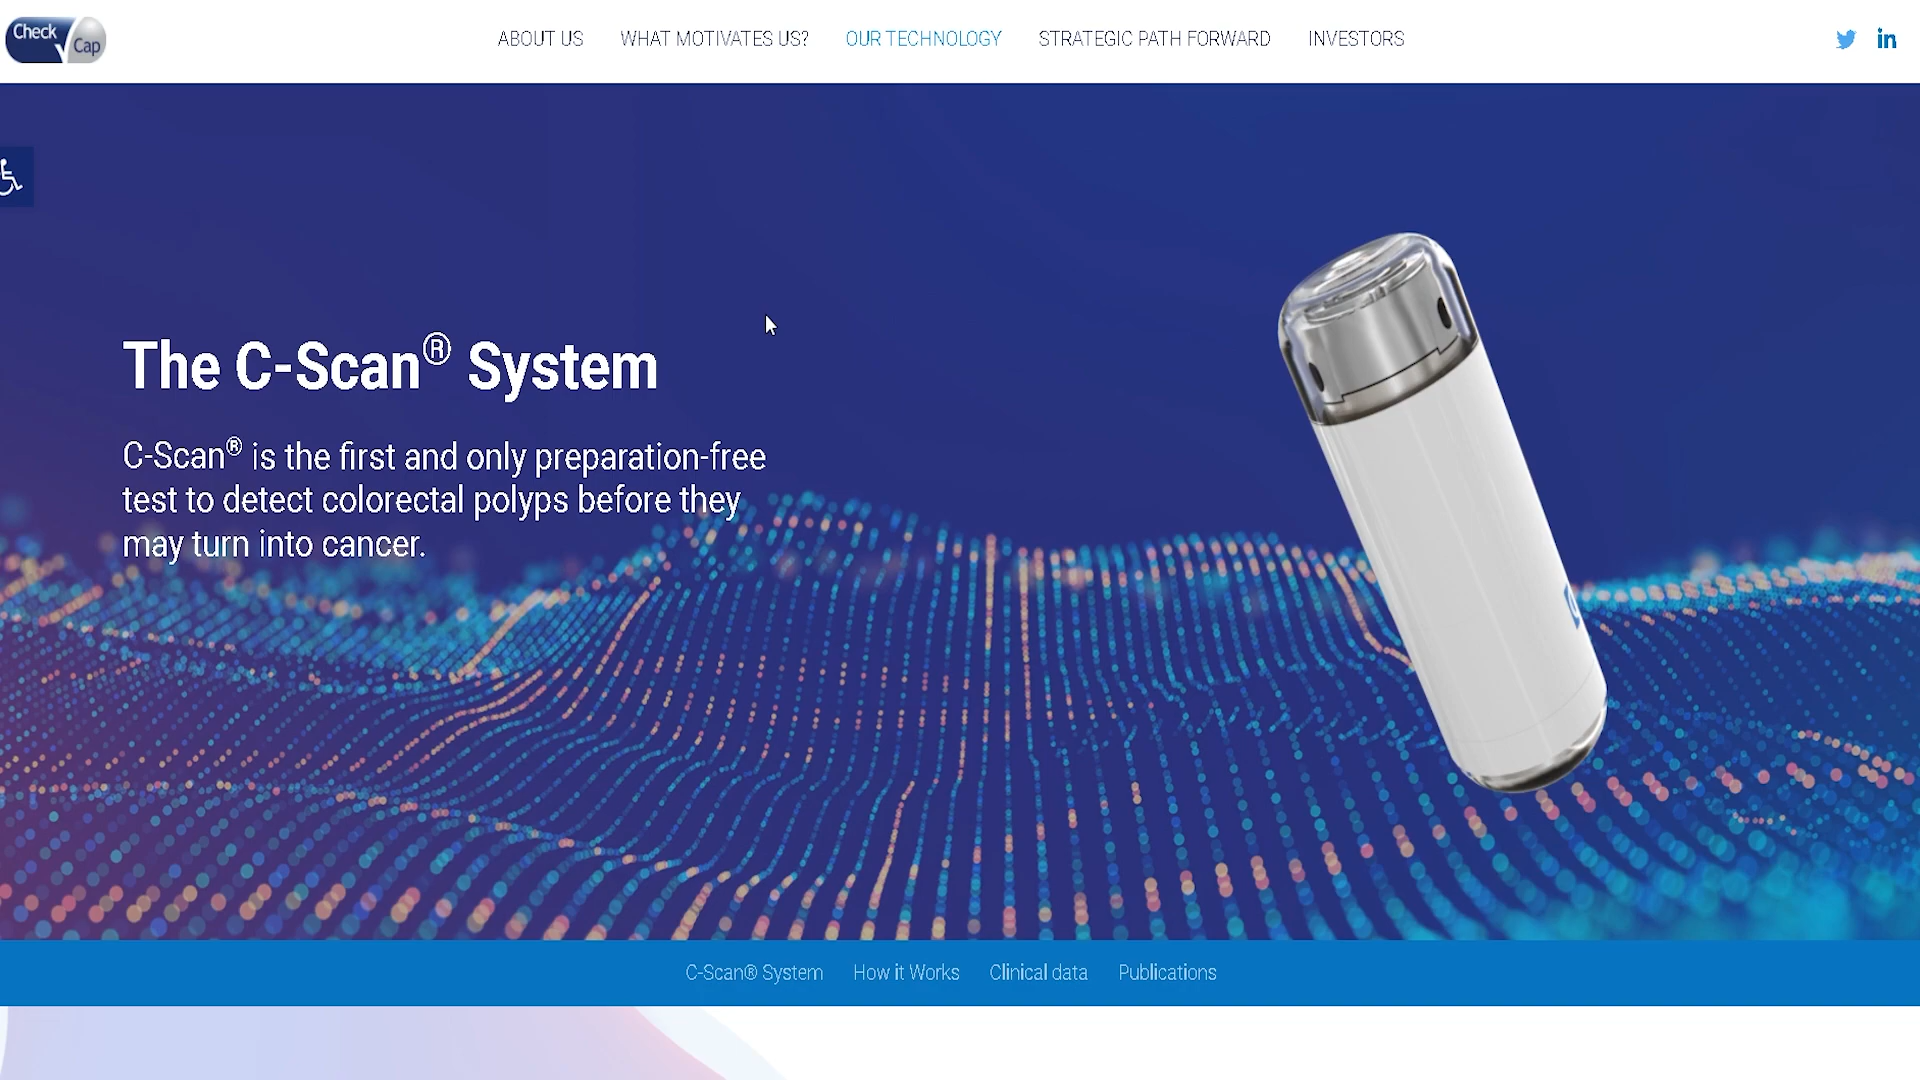 Check Cap
ABOUT US
WHAT MOTIVATES US?
OUR TECHNOLOGY
STRATEGIC PATH FORWARD
INVESTORS
in
The C-Scan® System
C-Scan® is the first and only preparation-free
test to detect colorectal polyps before they
may turn into cancer.
C-Scan® System
How it Works
Clinical data
Publications